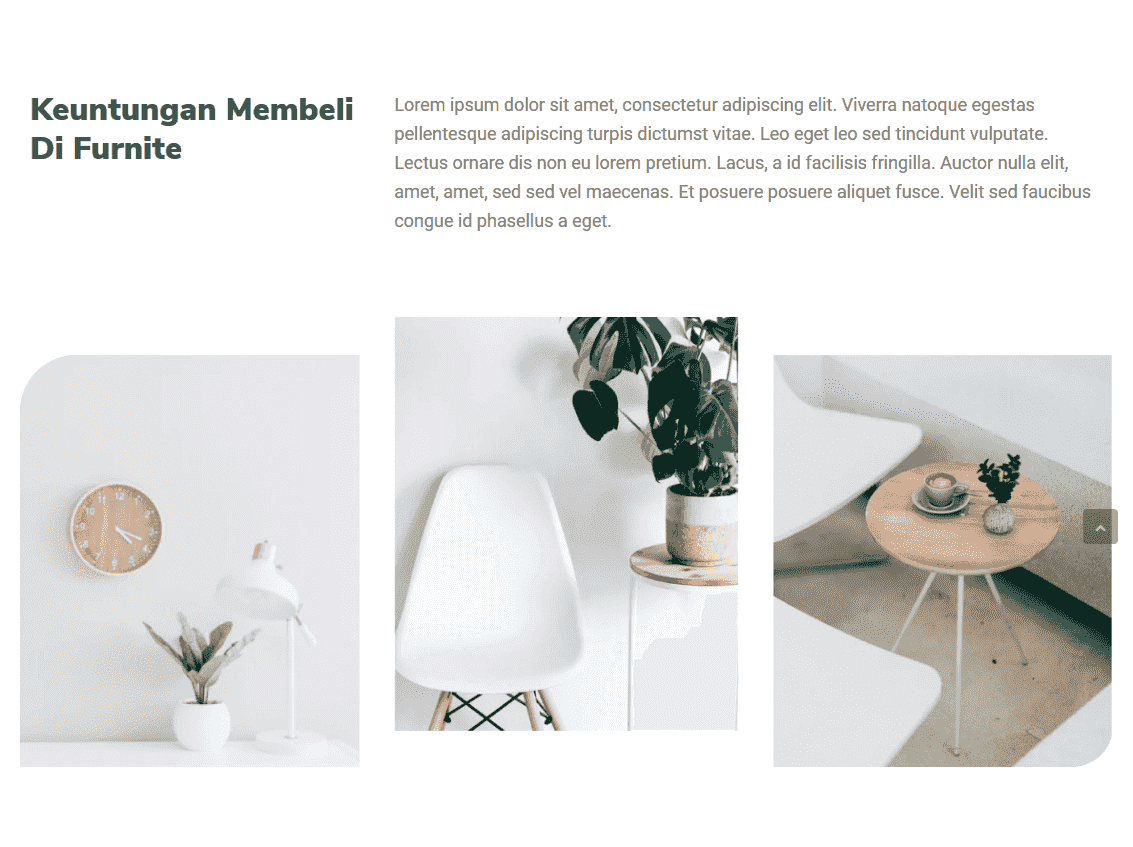 Keuntungan Membeli
Di Furnite
Lorem ipsum dolor sit amet, consectetur adipiscing elit. Viverra natoque egestas
pellentesque adipiscing turpis dictumst vitae. Leo eget leo sed tincidunt vulputate.
Lectus ornare dis non eu lorem pretium. Lacus, a id facilisis fringilla. Auctor nulla elit,
amet, amet, sed sed vel maecenas. Et posuere posuere aliquet fusce. Velit sed faucibus
congue id phasellus a eget.